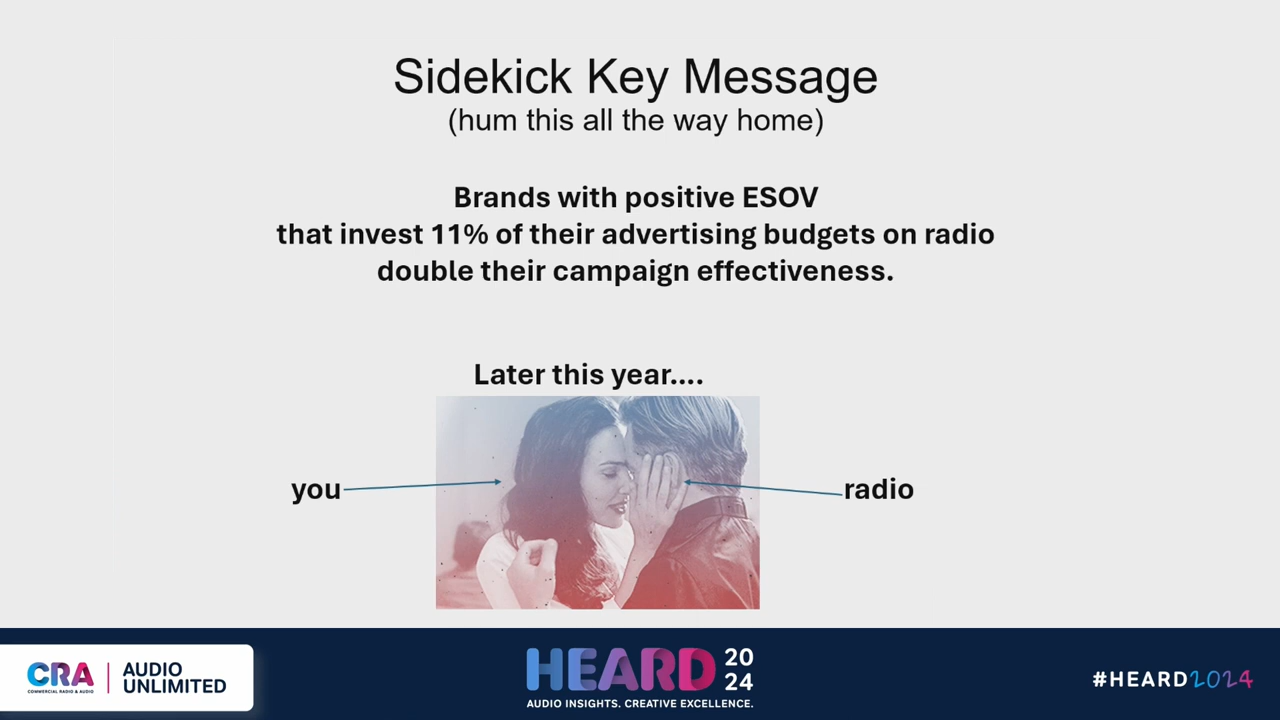 Sidekick Key Message
(hum this all the way home)
Brands with positive ESOV
that invest 11% of their advertising budgets on radio
double their campaign effectiveness.
Later this year....
you
radio
CRA
COMMERCIAL RADIO & AUDIO
AUDIO
UNLIMITED
HEARD
20
24
AUDIO INSIGHTS. CREATIVE EXCELLENCE.
#HEARD2024